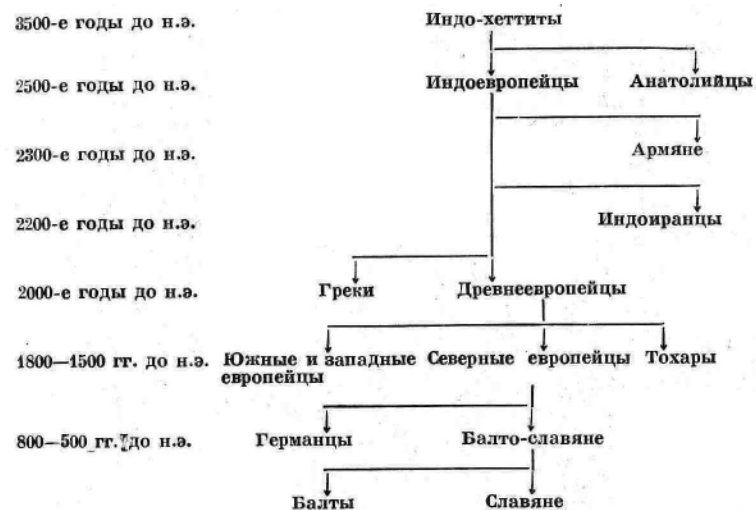 3500-е годы до н.э. Индо-хеттиты
2500-е годы до н.э. Индоевропейцы Анатолийцы
2300-е годы до н.э. Армяне
2200-е годы до н.э. Индоиранцы
2000-е годы до н.э. Греки Древнеевропейцы
1800—1500 гг. до н.э. Южные и западные европейцы Северные европейцы Тохары
800—500 гг. до н.э. Германцы Балто-славяне
Балты Славяне